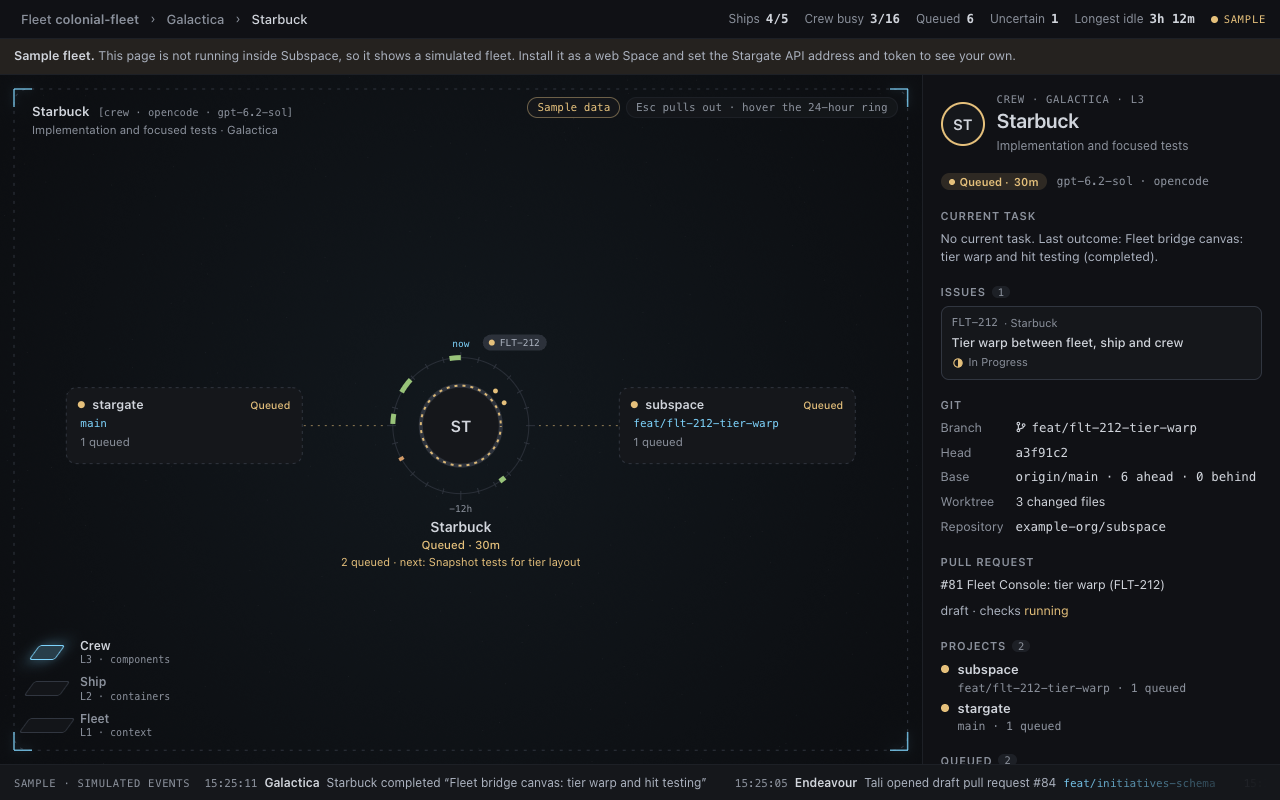 Fleet colonial-fleet › Galactica › Starbuck
Ships 4/5 Crew busy 3/16 Queued 6 Uncertain 1 Longest idle 3h 12m SAMPLE
Sample fleet. This page is not running inside Subspace, so it shows a simulated fleet. Install it as a web Space and set the Stargate API address and token to see your own.
Starbuck [crew · opencode · gpt-6.2-sol]
Implementation and focused tests · Galactica
Sample data
Esc pulls out · hover the 24-hour ring
now
FLT-212
stargate Queued
main
1 queued
ST
subspace Queued
feat/flt-212-tier-warp
1 queued
-12h
Starbuck
Queued · 30m
2 queued · next: Snapshot tests for tier layout
Crew
L3 · components
Ship
L2 · containers
Fleet
L1 · context
ST
CREW · GALACTICA · L3
Starbuck
Implementation and focused tests
Queued · 30m gpt-6.2-sol · opencode
CURRENT TASK
No current task. Last outcome: Fleet bridge canvas:
tier warp and hit testing (completed).
ISSUES 1
FLT-212 · Starbuck
Tier warp between fleet, ship and crew
In Progress
GIT
Branch feat/flt-212-tier-warp
Head a3f91c2
Base origin/main · 6 ahead · 0 behind
Worktree 3 changed files
Repository example-org/subspace
PULL REQUEST
#81 Fleet Console: tier warp (FLT-212)
draft · checks running
PROJECTS 2
subspace
feat/flt-212-tier-warp · 1 queued
stargate
main · 1 queued
QUEUED 2
SAMPLE · SIMULATED EVENTS 15:25:11 Galactica Starbuck completed “Fleet bridge canvas: tier warp and hit testing” 15:25:05 Endeavour Tali opened draft pull request #84 feat/initiatives-schema